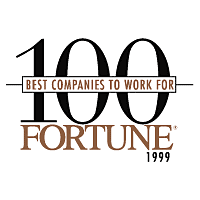 100
BEST COMPANIES TO WORK FOR
FORTUNE®
1999